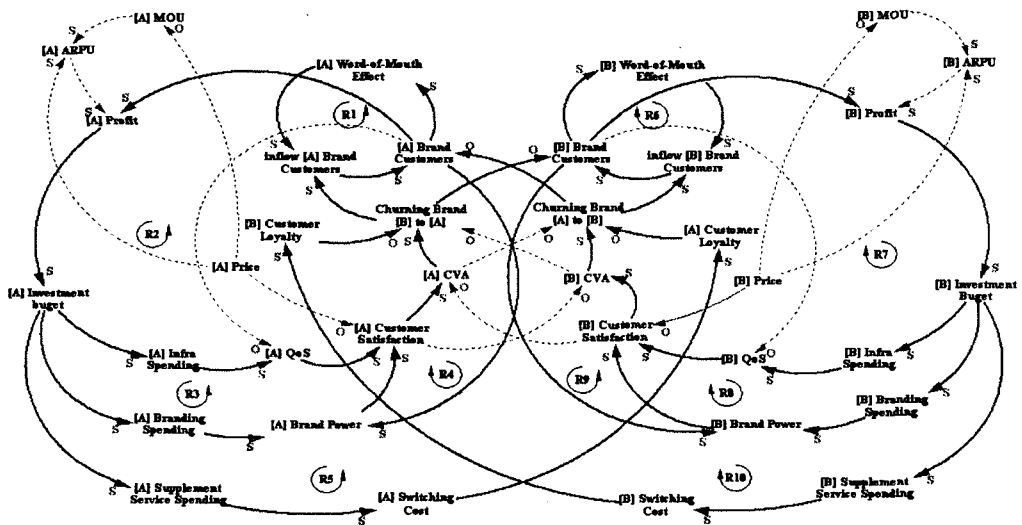 [A] MOU
[B] MOU
[A] ARPU
[B] ARPU
[A] Word-of-Mouth
Effect
[B] Word-of-Mouth
Effect
[A] Profit
[B] Profit
R1
R6
[A] Brand
Customers
[B] Brand
Customers
inflow [A] Brand
Customers
inflow [B] Brand
Customers
Churning Brand
[B] to [A]
Churning Brand
[A] to [B]
[B] Customer
Loyalty
[A] Customer
Loyalty
R2
R7
[A] Price
[A] CVA
[B] CVA
[B] Price
[A] Investment
buget
[B] Investment
Buget
[A] Customer
Satisfaction
[B] Customer
Satisfaction
[A] Infra
Spending
[A] QoS
[B] QoS
[B] Infra
Spending
R3
R4
R9
R8
[A] Branding
Spending
[A] Brand Power
[B] Brand Power
[B] Branding
Spending
R5
R10
[A] Supplement
Service Spending
[A] Switching
Cost
[B] Switching
Cost
[B] Supplement
Service Spending